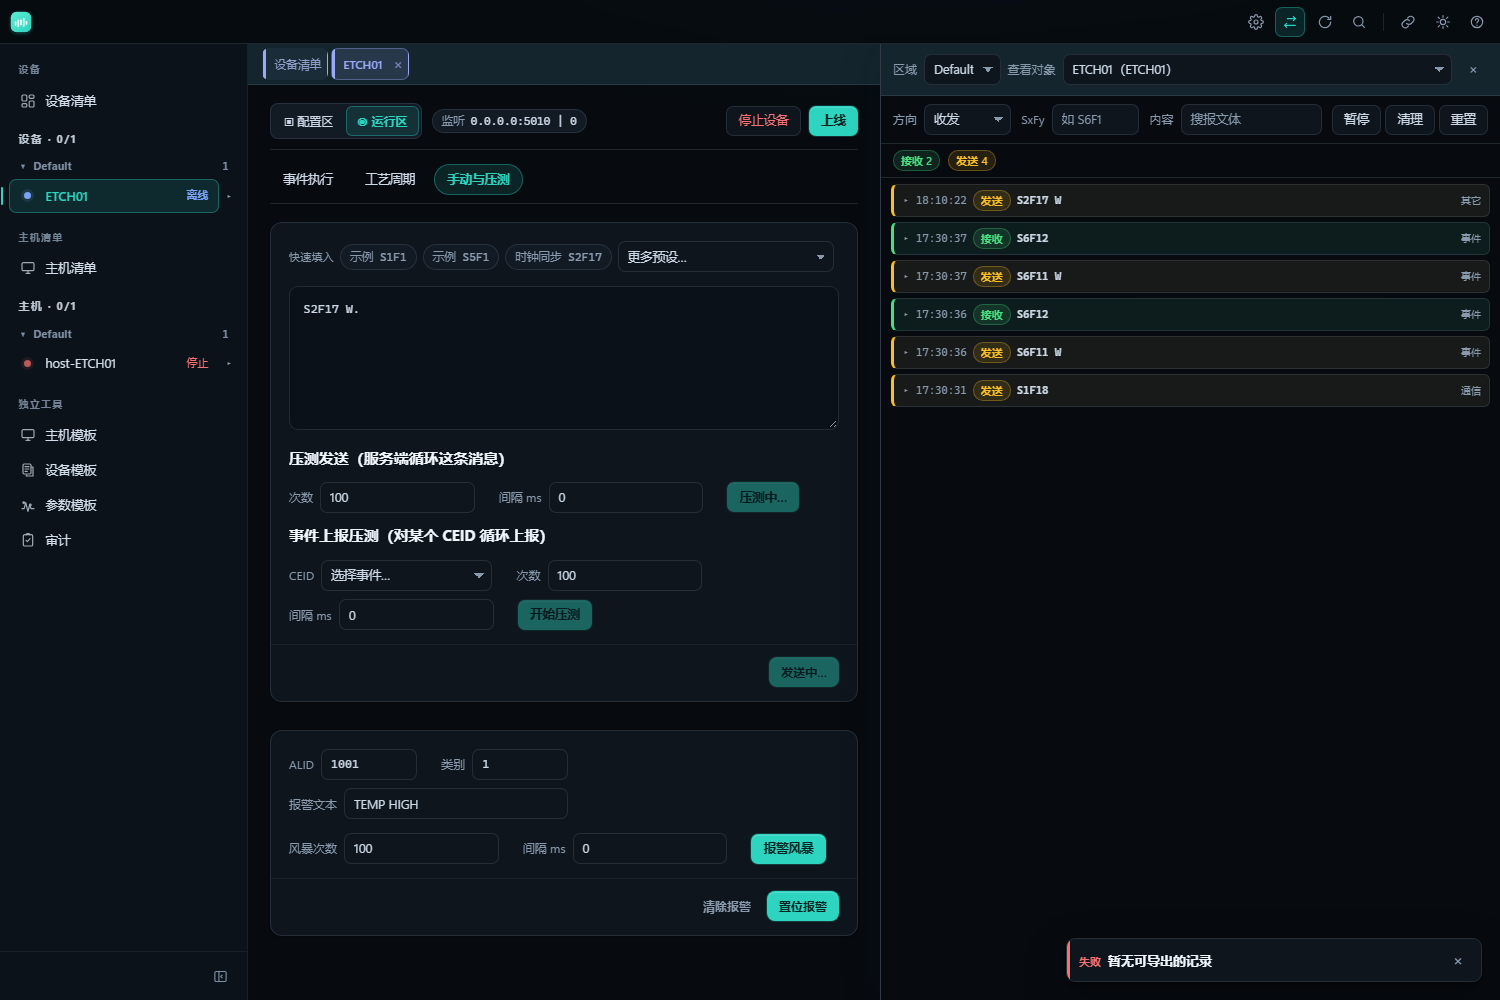 设备
设备清单
设备 · 0/1
Default 1
ETCH01 离线
主机清单
主机清单
主机 · 0/1
Default 1
host-ETCH01 停止
独立工具
主机模板
设备模板
参数模板
审计
设备清单 ETCH01 ×
配置区 运行区 监听 0.0.0.0:5010 | 0 停止设备 上线
事件执行 工艺周期 手动与压测
快速填入 示例 S1F1 示例 S5F1 时钟同步 S2F17 更多预设...
S2F17 W.
压测发送（服务端循环这条消息）
次数 100 间隔 ms 0 压测中...
事件上报压测（对某个 CEID 循环上报）
CEID 选择事件... 次数 100
间隔 ms 0 开始压测
发送中...
ALID 1001 类别 1
报警文本 TEMP HIGH
风暴次数 100 间隔 ms 0 报警风暴
清除报警 置位报警
区域 Default 查看对象 ETCH01 (ETCH01) ×
方向 收发 SxFy 如 S6F1 内容 搜报文体 暂停 清理 重置
接收 2 发送 4
18:10:22 发送 S2F17 W 其它
17:30:37 接收 S6F12 事件
17:30:37 发送 S6F11 W 事件
17:30:36 接收 S6F12 事件
17:30:36 发送 S6F11 W 事件
17:30:31 发送 S1F18 通信
失败 暂无可导出的记录 ×